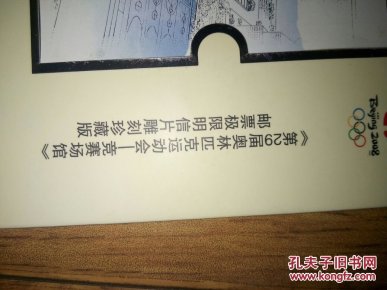 《第29届奥林匹克运动会—竞赛场馆》
邮票极限明信片雕刻珍藏版
Beijing 2008
孔夫子旧书网